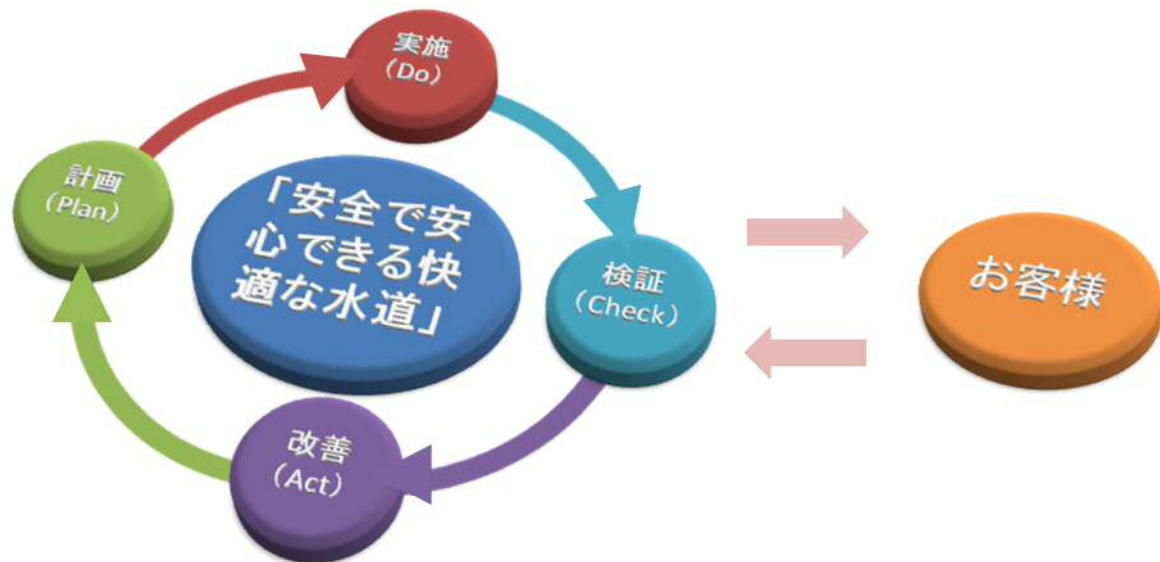 実施
（Do）
計画
（Plan）
「安全で安
心できる快
適な水道」
検証
（Check）
お客様
改善
（Act）